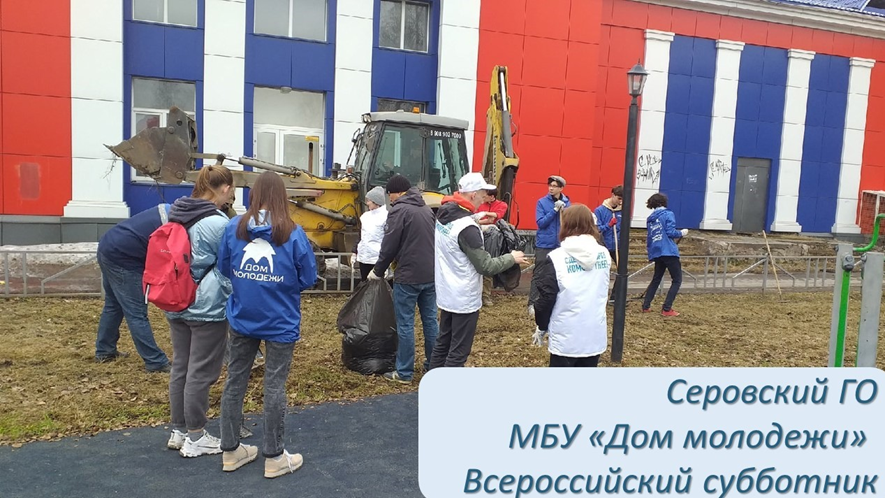 ДОМ
МОЛОДЕЖИ
Серовский ГО
МБУ «Дом молодежи»
Всероссийский субботник